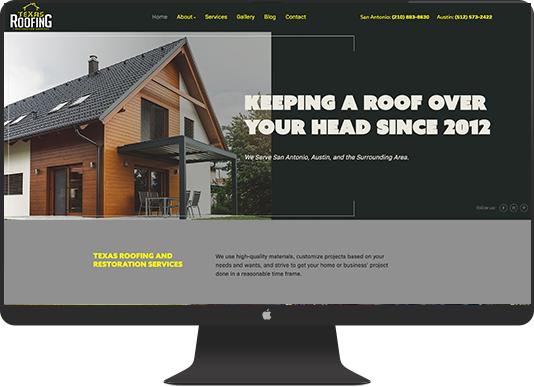 TEXAS
ROOFING
Home About Services Gallery Blog Contact San Antonio: (210) 883-8630 Austin: (512) 573-2422
KEEPING A ROOF OVER
YOUR HEAD SINCE 2012
We Serve San Antonio, Austin, and the Surrounding Area.
Follow us:
TEXAS ROOFING AND
RESTORATION SERVICES
We use high-quality materials, customize projects based on your
needs and wants, and strive to get your home or business' project
done in a reasonable time frame.